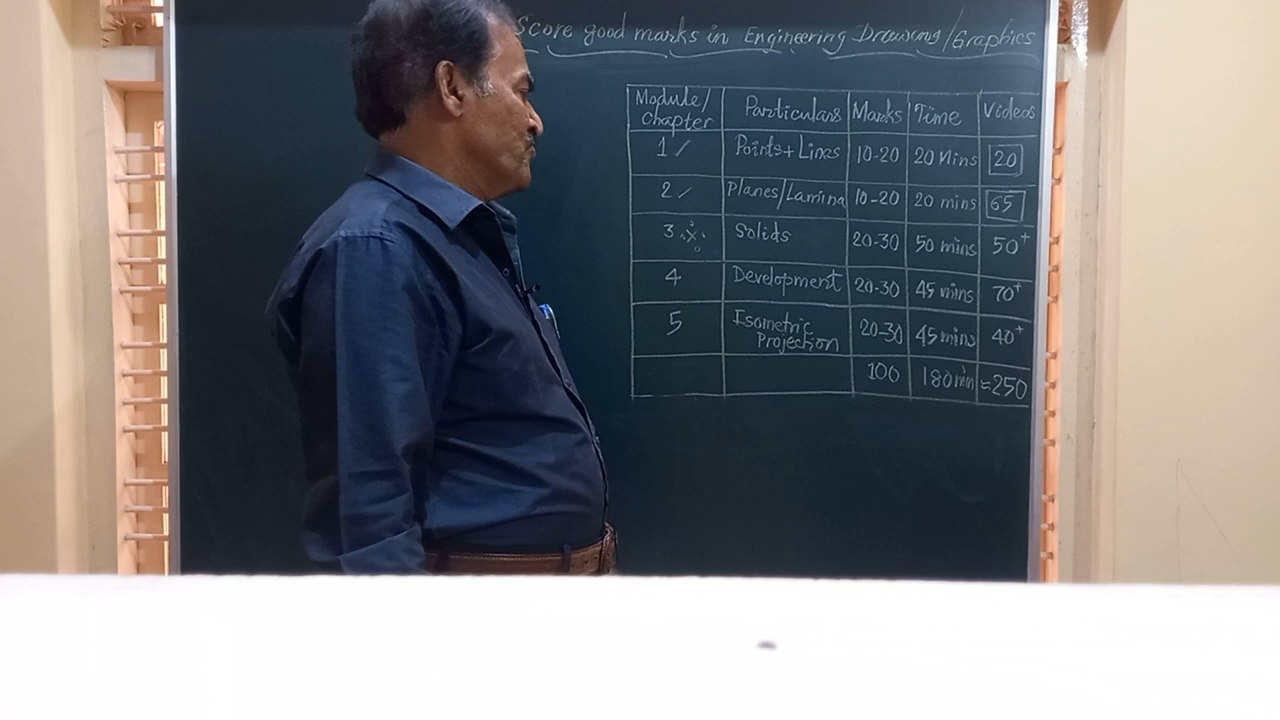 Score good marks in Engineering Drawing/Graphics
Module/ Chapter Particulars Marks Time Videos
1 ✓ Points+Lines 10-20 20 Mins 20
2 ✓ Planes/Lamina 10-20 20 mins 65
3 Solids 20-30 50 mins 50+
4 Development 20-30 45 mins 70+
5 Isometric Projection 20-30 45 mins 40+
100 180 min ≈250